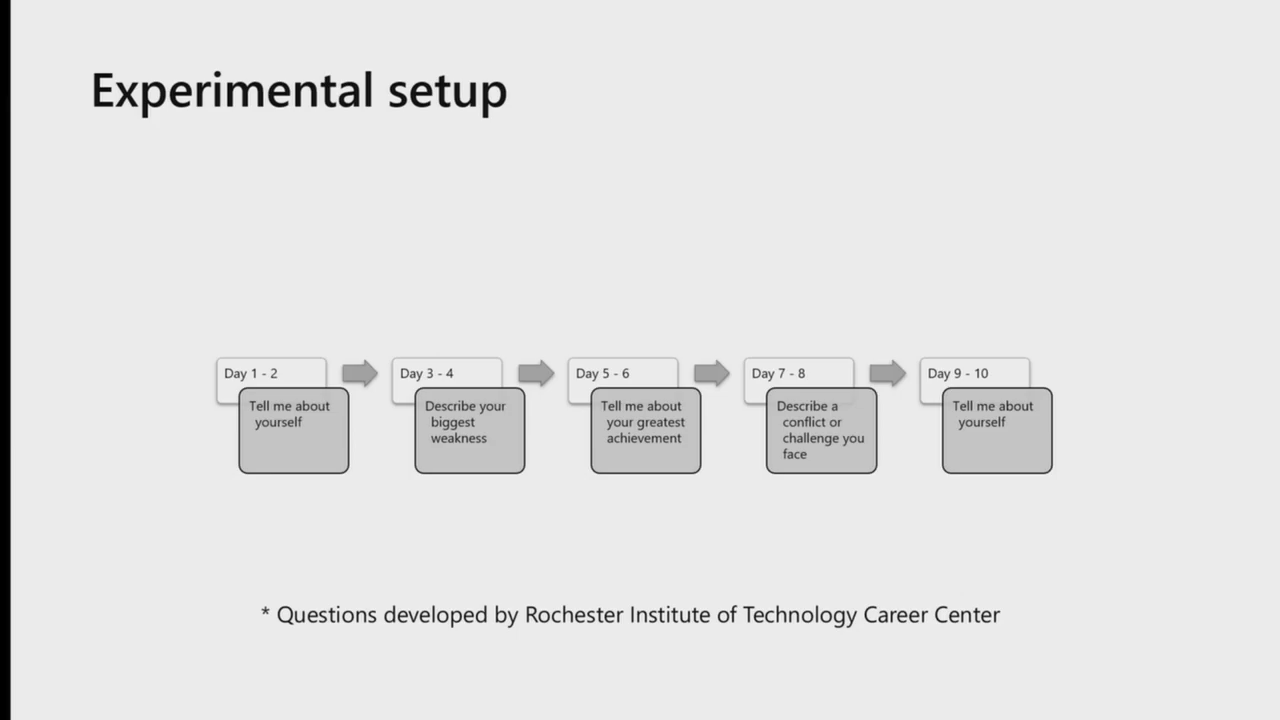 Experimental setup
Day 1 - 2
Tell me about
yourself
Day 3 - 4
Describe your
biggest
weakness
Day 5 - 6
Tell me about
your greatest
achievement
Day 7 - 8
Describe a
conflict or
challenge you
face
Day 9 - 10
Tell me about
yourself
* Questions developed by Rochester Institute of Technology Career Center